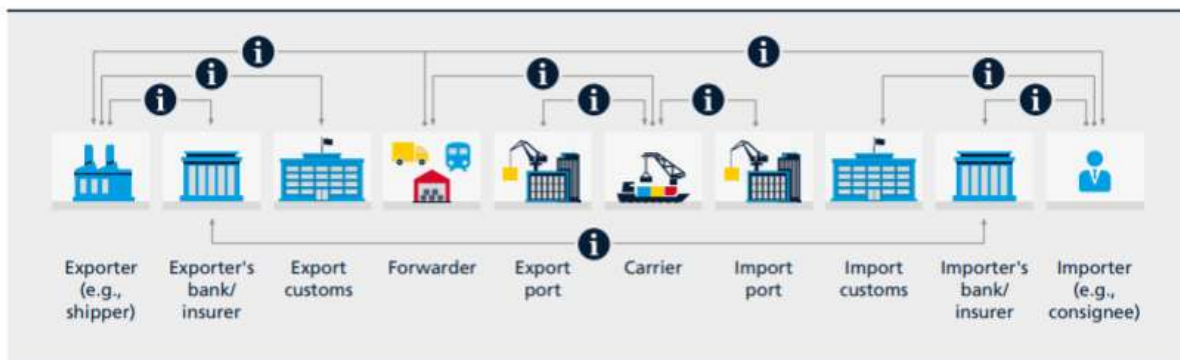 i
i
i
i
i
i
i
i
i
i
Exporter
(e.g.,
shipper)
Exporter's
bank/
insurer
Export
customs
Forwarder
Export
port
Carrier
Import
port
Import
customs
Importer's
bank/
insurer
Importer
(e.g.,
consignee)